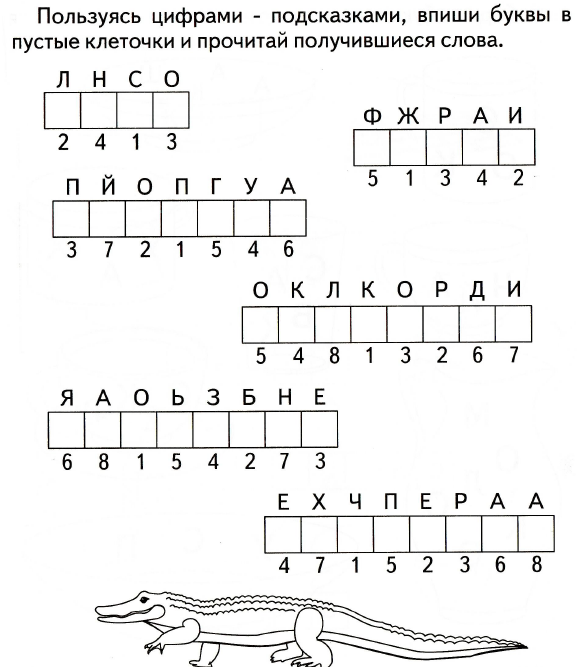 Пользуясь цифрами - подсказками, впиши буквы в
пустые клеточки и прочитай получившиеся слова.
Л Н С О
2 4 1 3
Ф Ж Р А И
5 1 3 4 2
П Й О П Г У А
3 7 2 1 5 4 6
О К Л К О Р Д И
5 4 8 1 3 2 6 7
Я А О Ь З Б Н Е
6 8 1 5 4 2 7 3
Е Х Ч П Е Р А А
4 7 1 5 2 3 6 8